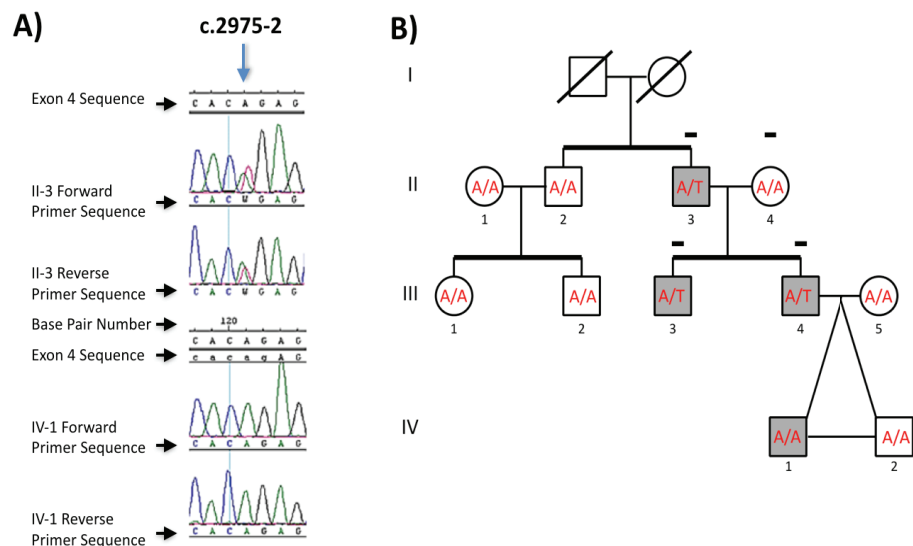 A)
c.2975-2
Exon 4 Sequence
C A C A G A G
II-3 Forward
Primer Sequence
C A C W G A G
II-3 Reverse
Primer Sequence
C A C W G A G
Base Pair Number
120
C A C A G A G
Exon 4 Sequence
c a c a g A G
IV-1 Forward
Primer Sequence
C A C A G A G
IV-1 Reverse
Primer Sequence
C A C A G A G
B)
I
II
A/A
A/A
A/T
A/A
1
2
3
4
III
A/A
A/A
A/T
A/T
A/A
1
2
3
4
5
IV
A/A
A/A
1
2